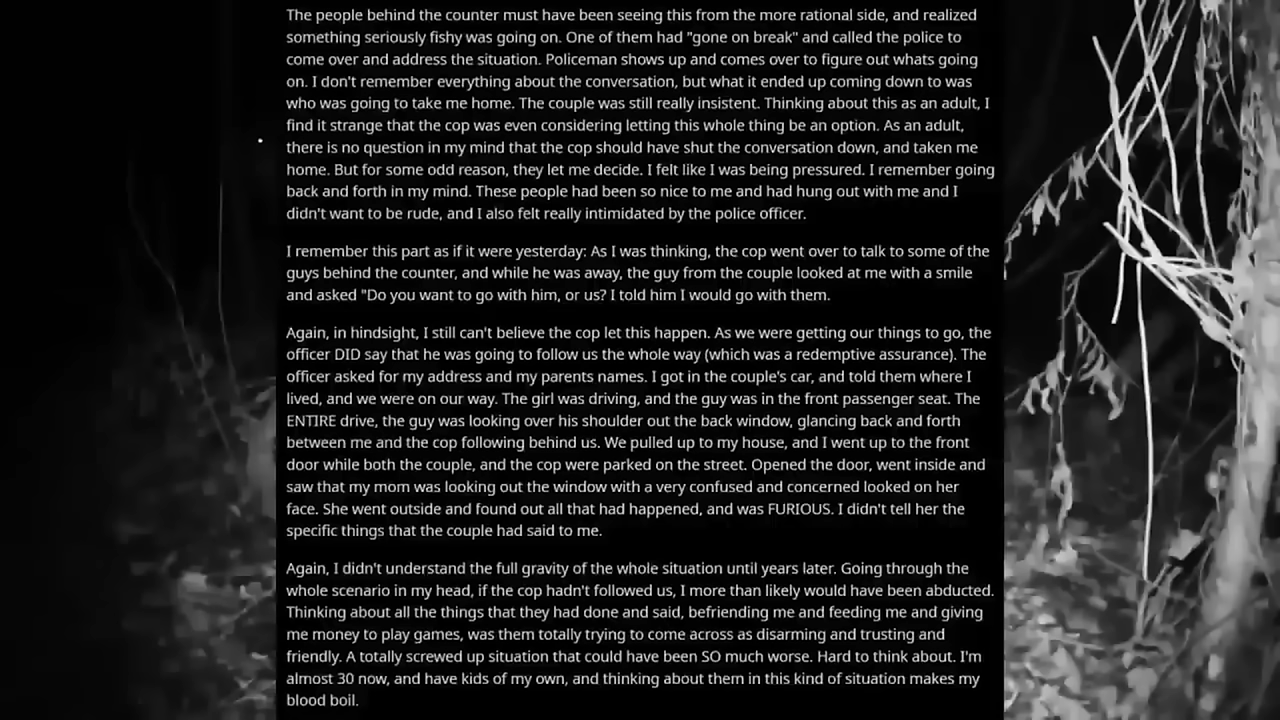 The people behind the counter must have been seeing this from the more rational side, and realized
something seriously fishy was going on. One of them had "gone on break" and called the police to
come over and address the situation. Policeman shows up and comes over to figure out whats going
on. I don't remember everything about the conversation, but what it ended up coming down to was
who was going to take me home. The couple was still really insistent. Thinking about this as an adult, I
find it strange that the cop was even considering letting this whole thing be an option. As an adult,
there is no question in my mind that the cop should have shut the conversation down, and taken me
home. But for some odd reason, they let me decide. I felt like I was being pressured. I remember going
back and forth in my mind. These people had been so nice to me and had hung out with me and I
didn't want to be rude, and I also felt really intimidated by the police officer.
I remember this part as if it were yesterday: As I was thinking, the cop went over to talk to some of the
guys behind the counter, and while he was away, the guy from the couple looked at me with a smile
and asked "Do you want to go with him, or us? I told him I would go with them.
Again, in hindsight, I still can't believe the cop let this happen. As we were getting our things to go, the
officer DID say that he was going to follow us the whole way (which was a redemptive assurance). The
officer asked for my address and my parents names. I got in the couple's car, and told them where I
lived, and we were on our way. The girl was driving, and the guy was in the front passenger seat. The
ENTIRE drive, the guy was looking over his shoulder out the back window, glancing back and forth
between me and the cop following behind us. We pulled up to my house, and I went up to the front
door while both the couple, and the cop were parked on the street. Opened the door, went inside and
saw that my mom was looking out the window with a very confused and concerned looked on her
face. She went outside and found out all that had happened, and was FURIOUS. I didn't tell her the
specific things that the couple had said to me.
Again, I didn't understand the full gravity of the whole situation until years later. Going through the
whole scenario in my head, if the cop hadn't followed us, I more than likely would have been abducted.
Thinking about all the things that they had done and said, befriending me and feeding me and giving
me money to play games, was them totally trying to come across as disarming and trusting and
friendly. A totally screwed up situation that could have been SO much worse. Hard to think about. I'm
almost 30 now, and have kids of my own, and thinking about them in this kind of situation makes my
blood boil.